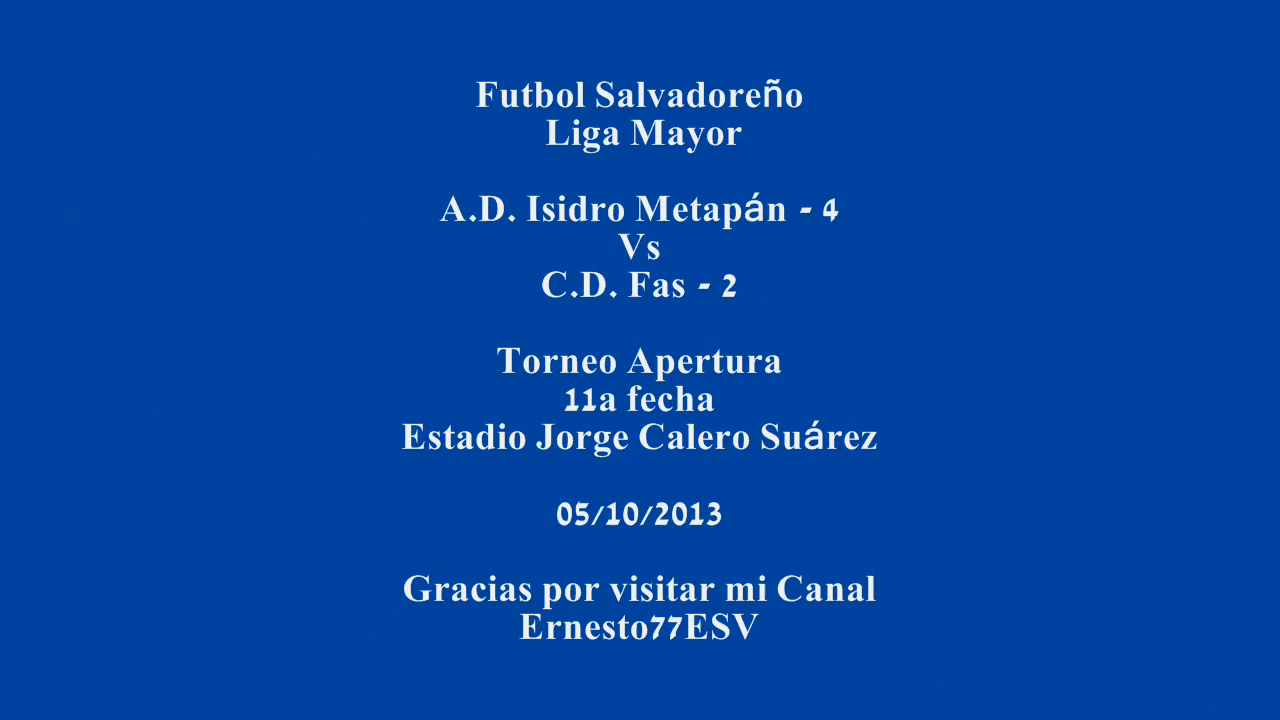 Futbol Salvadoreño
Liga Mayor
A.D. Isidro Metapán - 4
Vs
C.D. Fas - 2
Torneo Apertura
11a fecha
Estadio Jorge Calero Suárez
05/10/2013
Gracias por visitar mi Canal
Ernesto77ESV